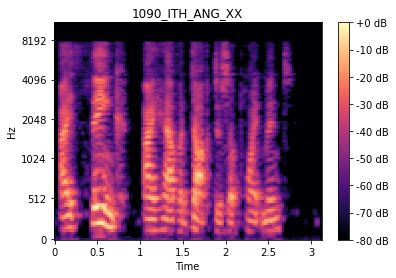 1090_ITH_ANG_XX
8192
4096
2048
1024
512
0
Hz
0 0.5 1 1.5 2 2.5 3
Time
+0 dB
-10 dB
-20 dB
-30 dB
-40 dB
-50 dB
-60 dB
-70 dB
-80 dB